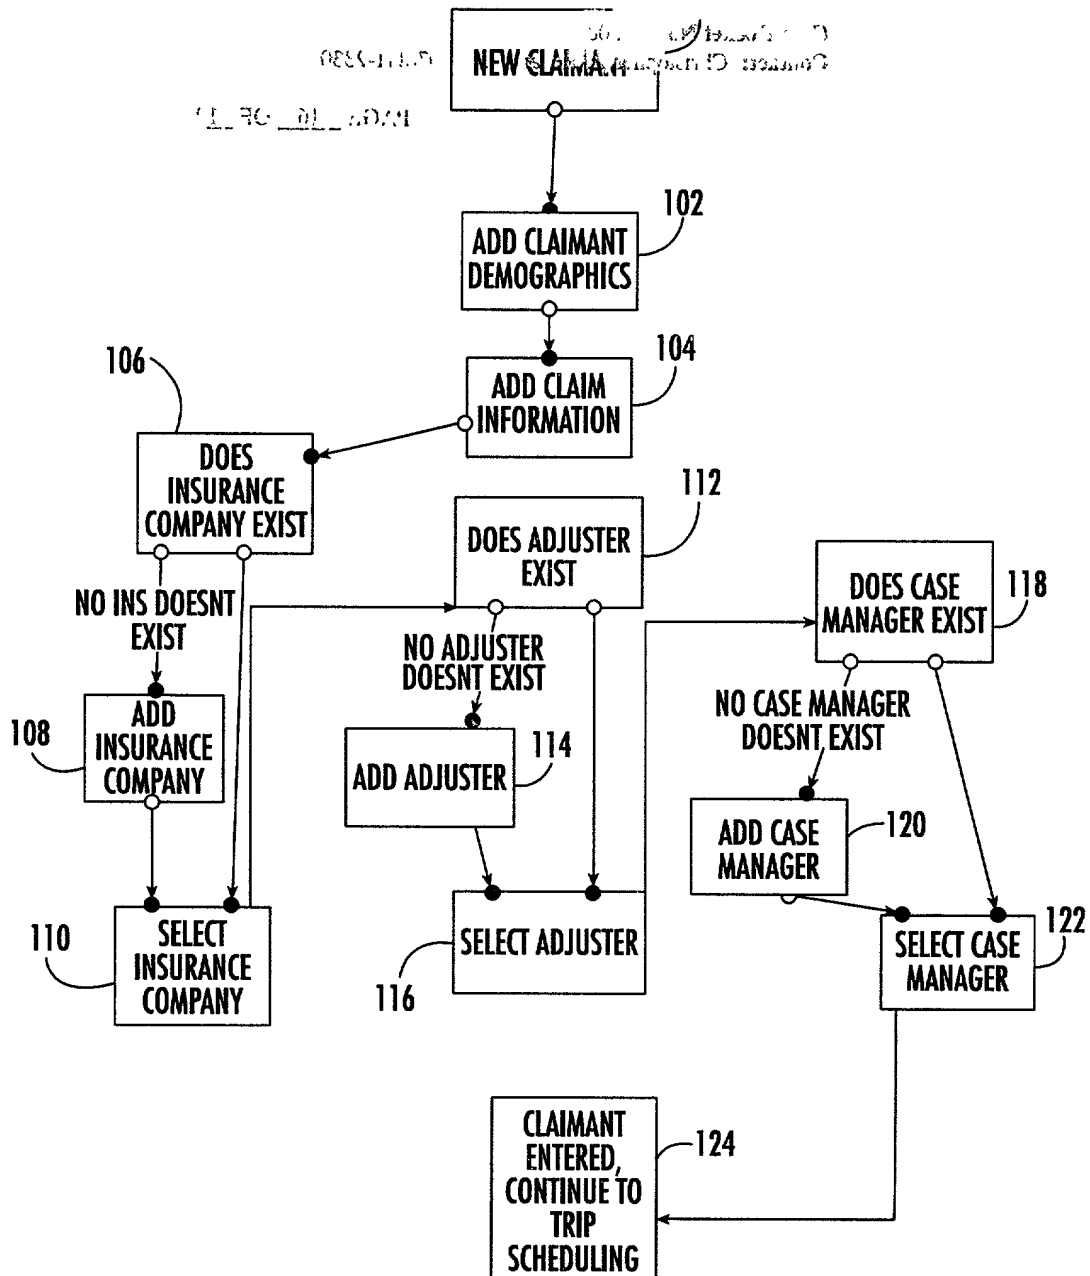 NEW CLAIMANT
102
ADD CLAIMANT
DEMOGRAPHICS
104
ADD CLAIM
INFORMATION
106
DOES
INSURANCE
COMPANY EXIST
112
DOES ADJUSTER
EXIST
118
DOES CASE
MANAGER EXIST
NO INS DOESNT
EXIST
NO ADJUSTER
DOESNT EXIST
NO CASE MANAGER
DOESNT EXIST
108
ADD
INSURANCE
COMPANY
114
ADD ADJUSTER
120
ADD CASE
MANAGER
110
SELECT
INSURANCE
COMPANY
116
SELECT ADJUSTER
122
SELECT CASE
MANAGER
124
CLAIMANT
ENTERED,
CONTINUE TO
TRIP
SCHEDULING